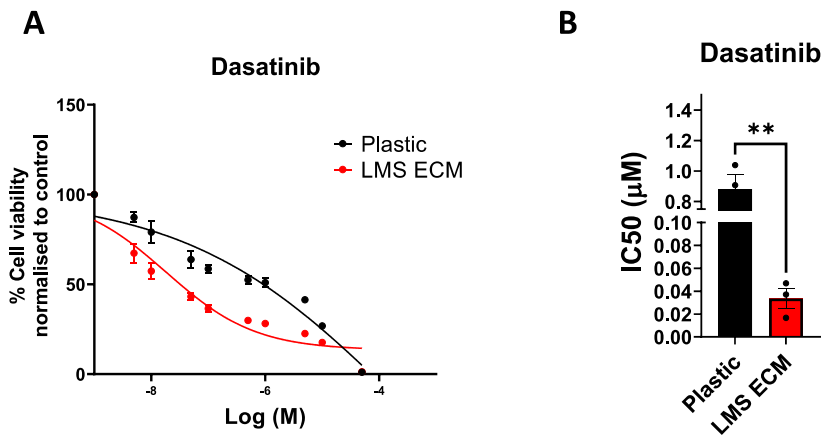 A
Dasatinib
% Cell viability
normalised to control
150
100
50
0
-8
-6
-4
Log (M)
Plastic
LMS ECM
B
Dasatinib
IC50 (μM)
1.4
1.2
1.0
0.8
0.10
0.08
0.06
0.04
0.02
0.00
**
Plastic
LMS ECM